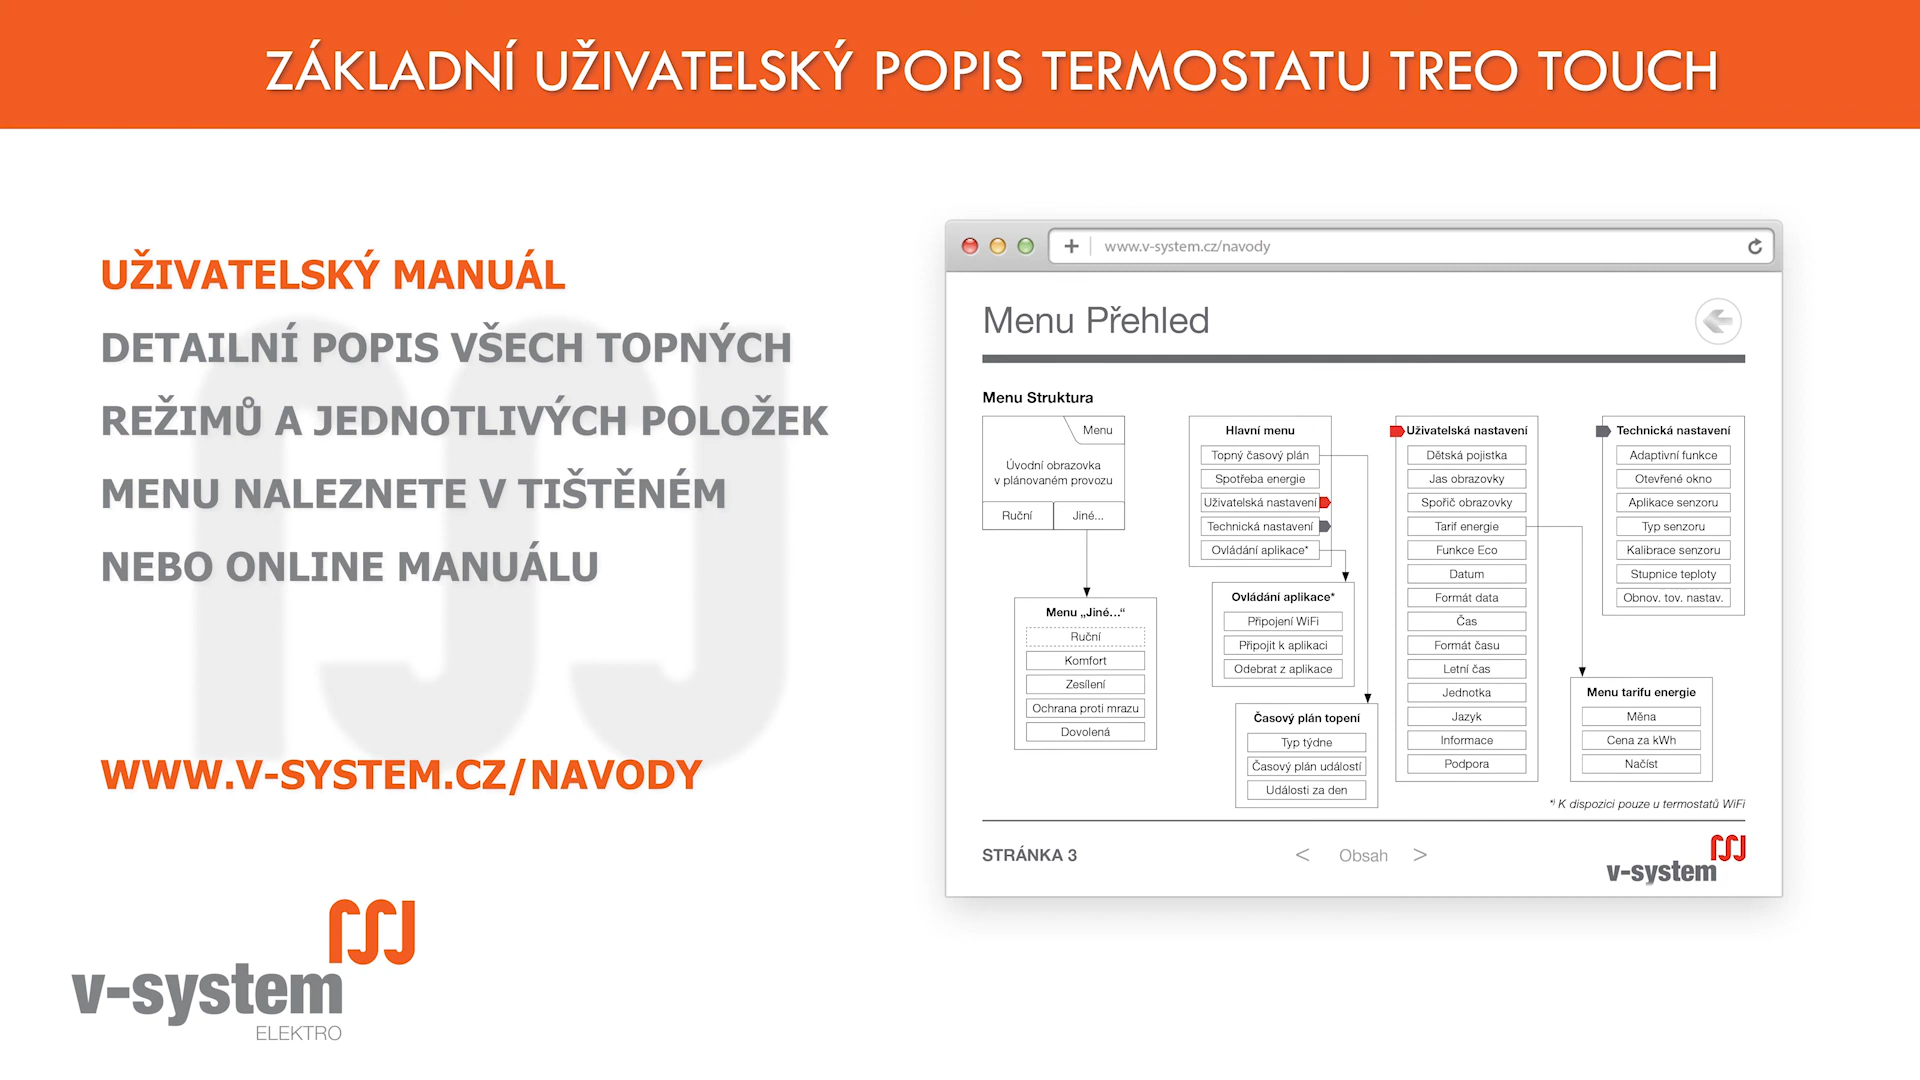 ZÁKLADNÍ UŽIVATELSKÝ POPIS TERMOSTATU TREO TOUCH
UŽIVATELSKÝ MANUÁL
DETAILNÍ POPIS VŠECH TOPNÝCH
REŽIMŮ A JEDNOTLIVÝCH POLOŽEK
MENU NALEZNETE V TIŠTĚNÉM
NEBO ONLINE MANUÁLU
WWW.V-SYSTEM.CZ/NAVODY
v-system
ELEKTRO
www.v-system.cz/navody
Menu Přehled
Menu Struktura
Menu
Úvodní obrazovka
v plánovaném provozu
Ruční
Jiné...
Menu „Jiné...“
Ruční
Komfort
Zesílení
Ochrana proti mrazu
Dovolená
Hlavní menu
Topný časový plán
Spotřeba energie
Uživatelská nastavení
Technická nastavení
Ovládání aplikace*
Ovládání aplikace*
Připojení WiFi
Připojit k aplikaci
Odebrat z aplikace
Časový plán topení
Typ týdne
Časový plán událostí
Události za den
Uživatelská nastavení
Dětská pojistka
Jas obrazovky
Spořič obrazovky
Tarif energie
Funkce Eco
Datum
Formát data
Čas
Formát času
Letní čas
Jednotka
Jazyk
Informace
Podpora
Technická nastavení
Adaptivní funkce
Otevřené okno
Aplikace senzoru
Typ senzoru
Kalibrace senzoru
Stupnice teploty
Obnov. tov. nastav.
Menu tarifu energie
Měna
Cena za kWh
Načíst
*) K dispozici pouze u termostatů WiFi
STRÁNKA 3
< Obsah >
v-system